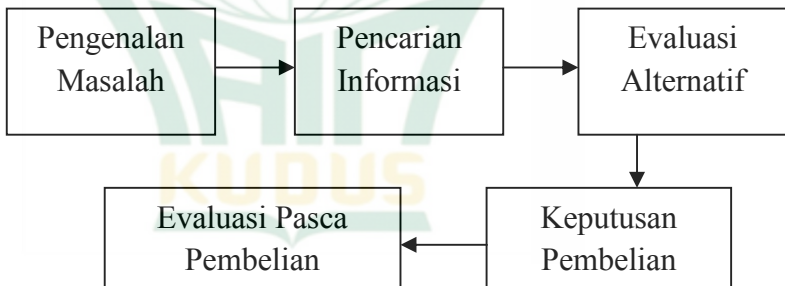 Pengenalan
Masalah
Pencarian
Informasi
Evaluasi
Alternatif
KUDUS
Evaluasi Pasca
Pembelian
Keputusan
Pembelian